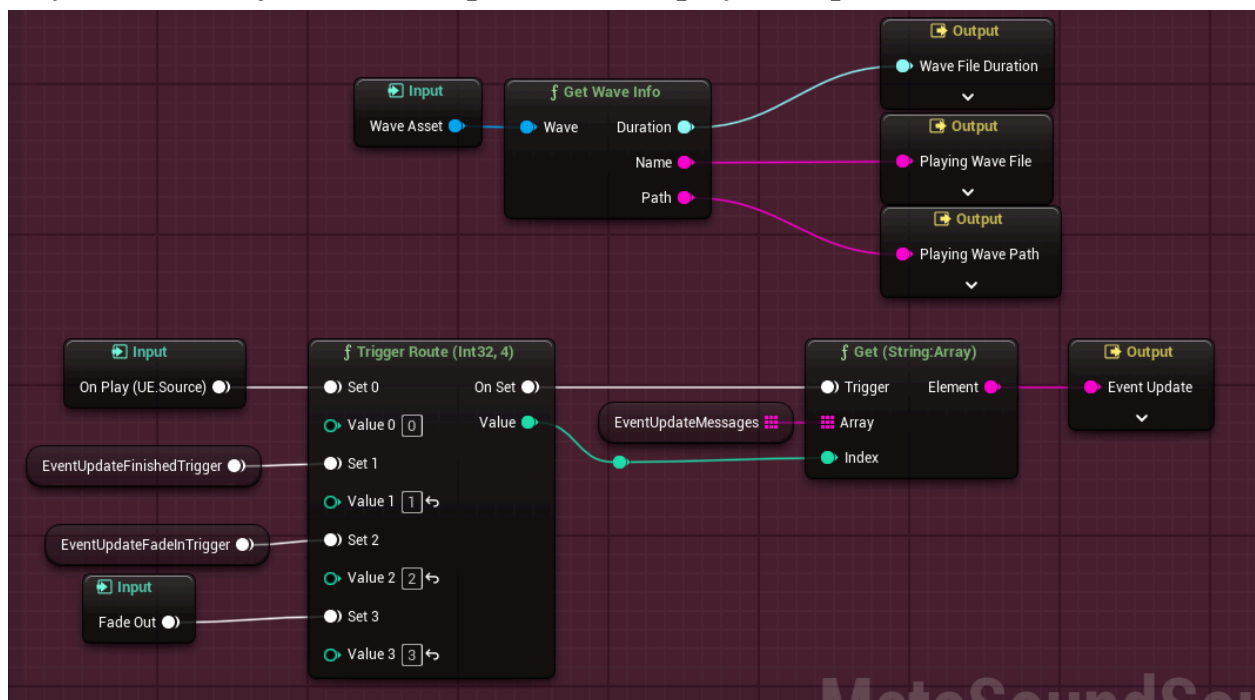 Output
Wave File Duration
Input
Wave Asset
ƒ Get Wave Info
Wave
Duration
Name
Path
Output
Playing Wave File
Output
Playing Wave Path
Input
On Play (UE.Source)
EventUpdateFinishedTrigger
EventUpdateFadeInTrigger
Input
Fade Out
ƒ Trigger Route (Int32, 4)
Set 0
On Set
Value 0 0
Value
Set 1
Value 1 1
Set 2
Value 2 2
Set 3
Value 3 3
EventUpdateMessages
ƒ Get (String:Array)
Trigger
Element
Array
Index
Output
Event Update